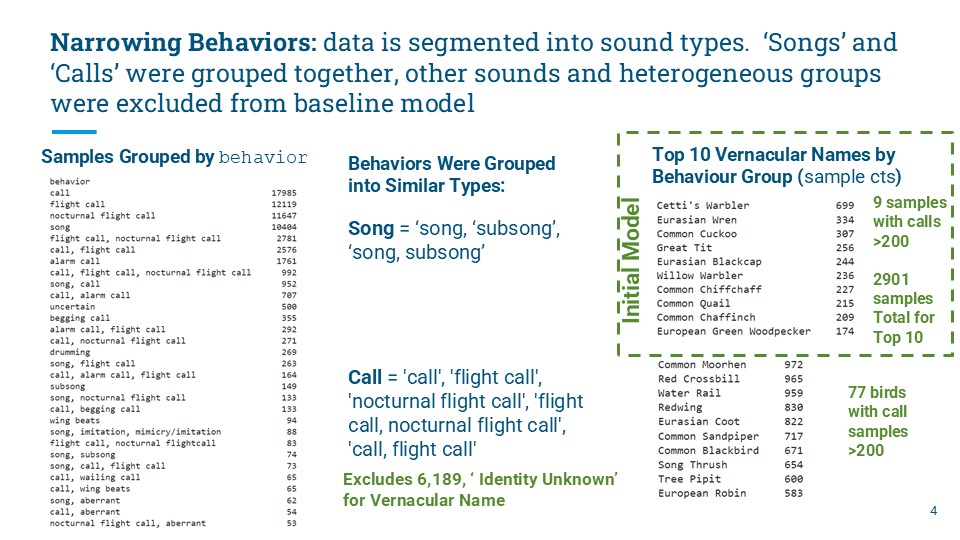 Narrowing Behaviors: data is segmented into sound types.  ‘Songs’ and
‘Calls’ were grouped together, other sounds and heterogeneous groups
were excluded from baseline model
Samples Grouped by behavior
behavior
call 17985
flight call 12119
nocturnal flight call 11647
song 10404
flight call, nocturnal flight call 2781
call, flight call 2576
alarm call 1761
call, flight call, nocturnal flight call 992
song, call 952
call, alarm call 707
uncertain 500
begging call 355
alarm call, flight call 292
call, nocturnal flight call 271
drumming 269
song, flight call 263
call, alarm call, flight call 164
subsong 149
song, nocturnal flight call 133
call, begging call 133
wing beats 94
song, imitation, mimicry/imitation 88
flight call, nocturnal flightcall 83
song, subsong 74
song, call, flight call 73
call, wailing call 65
call, wing beats 65
song, aberrant 62
call, aberrant 54
nocturnal flight call, aberrant 53
Behaviors Were Grouped
into Similar Types:
Song = ‘song, ‘subsong’,
‘song, subsong’
Call = 'call', 'flight call',
'nocturnal flight call', 'flight
call, nocturnal flight call',
'call, flight call'
Excludes 6,189, ‘ Identity Unknown’
for Vernacular Name
Initial Model
Top 10 Vernacular Names by
Behaviour Group (sample cts)
Cetti's Warbler 699
Eurasian Wren 334
Common Cuckoo 307
Great Tit 256
Eurasian Blackcap 244
Willow Warbler 236
Common Chiffchaff 227
Common Quail 215
Common Chaffinch 209
European Green Woodpecker 174
9 samples
with calls
>200
2901
samples
Total for
Top 10
Common Moorhen 972
Red Crossbill 965
Water Rail 959
Redwing 830
Eurasian Coot 822
Common Sandpiper 717
Common Blackbird 671
Song Thrush 654
Tree Pipit 600
European Robin 583
77 birds
with call
samples
>200
4